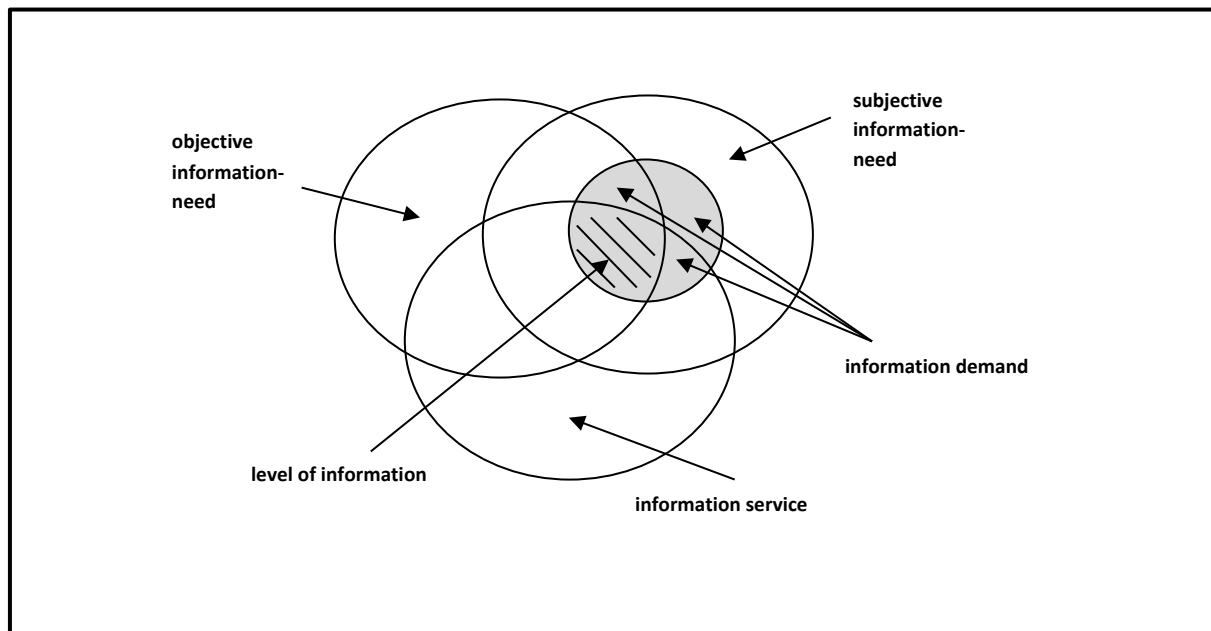 subjective
information-
need
objective
information-
need
information demand
level of information
information service